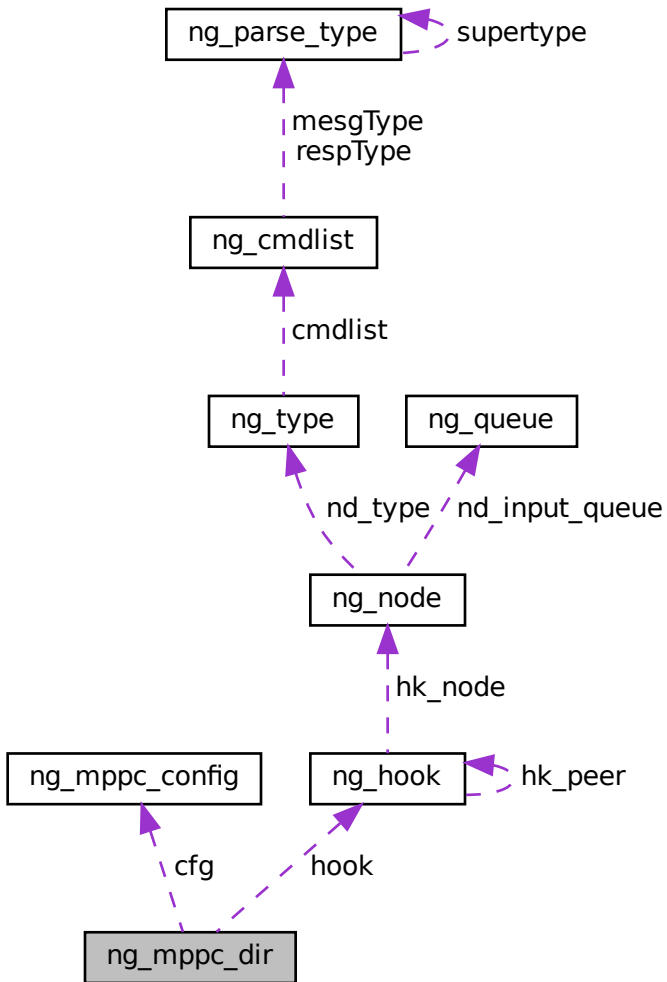 ng_parse_type
supertype
mesgType
respType
ng_cmdlist
cmdlist
ng_type
ng_queue
nd_type
nd_input_queue
ng_node
hk_node
ng_mppc_config
ng_hook
hk_peer
cfg
hook
ng_mppc_dir